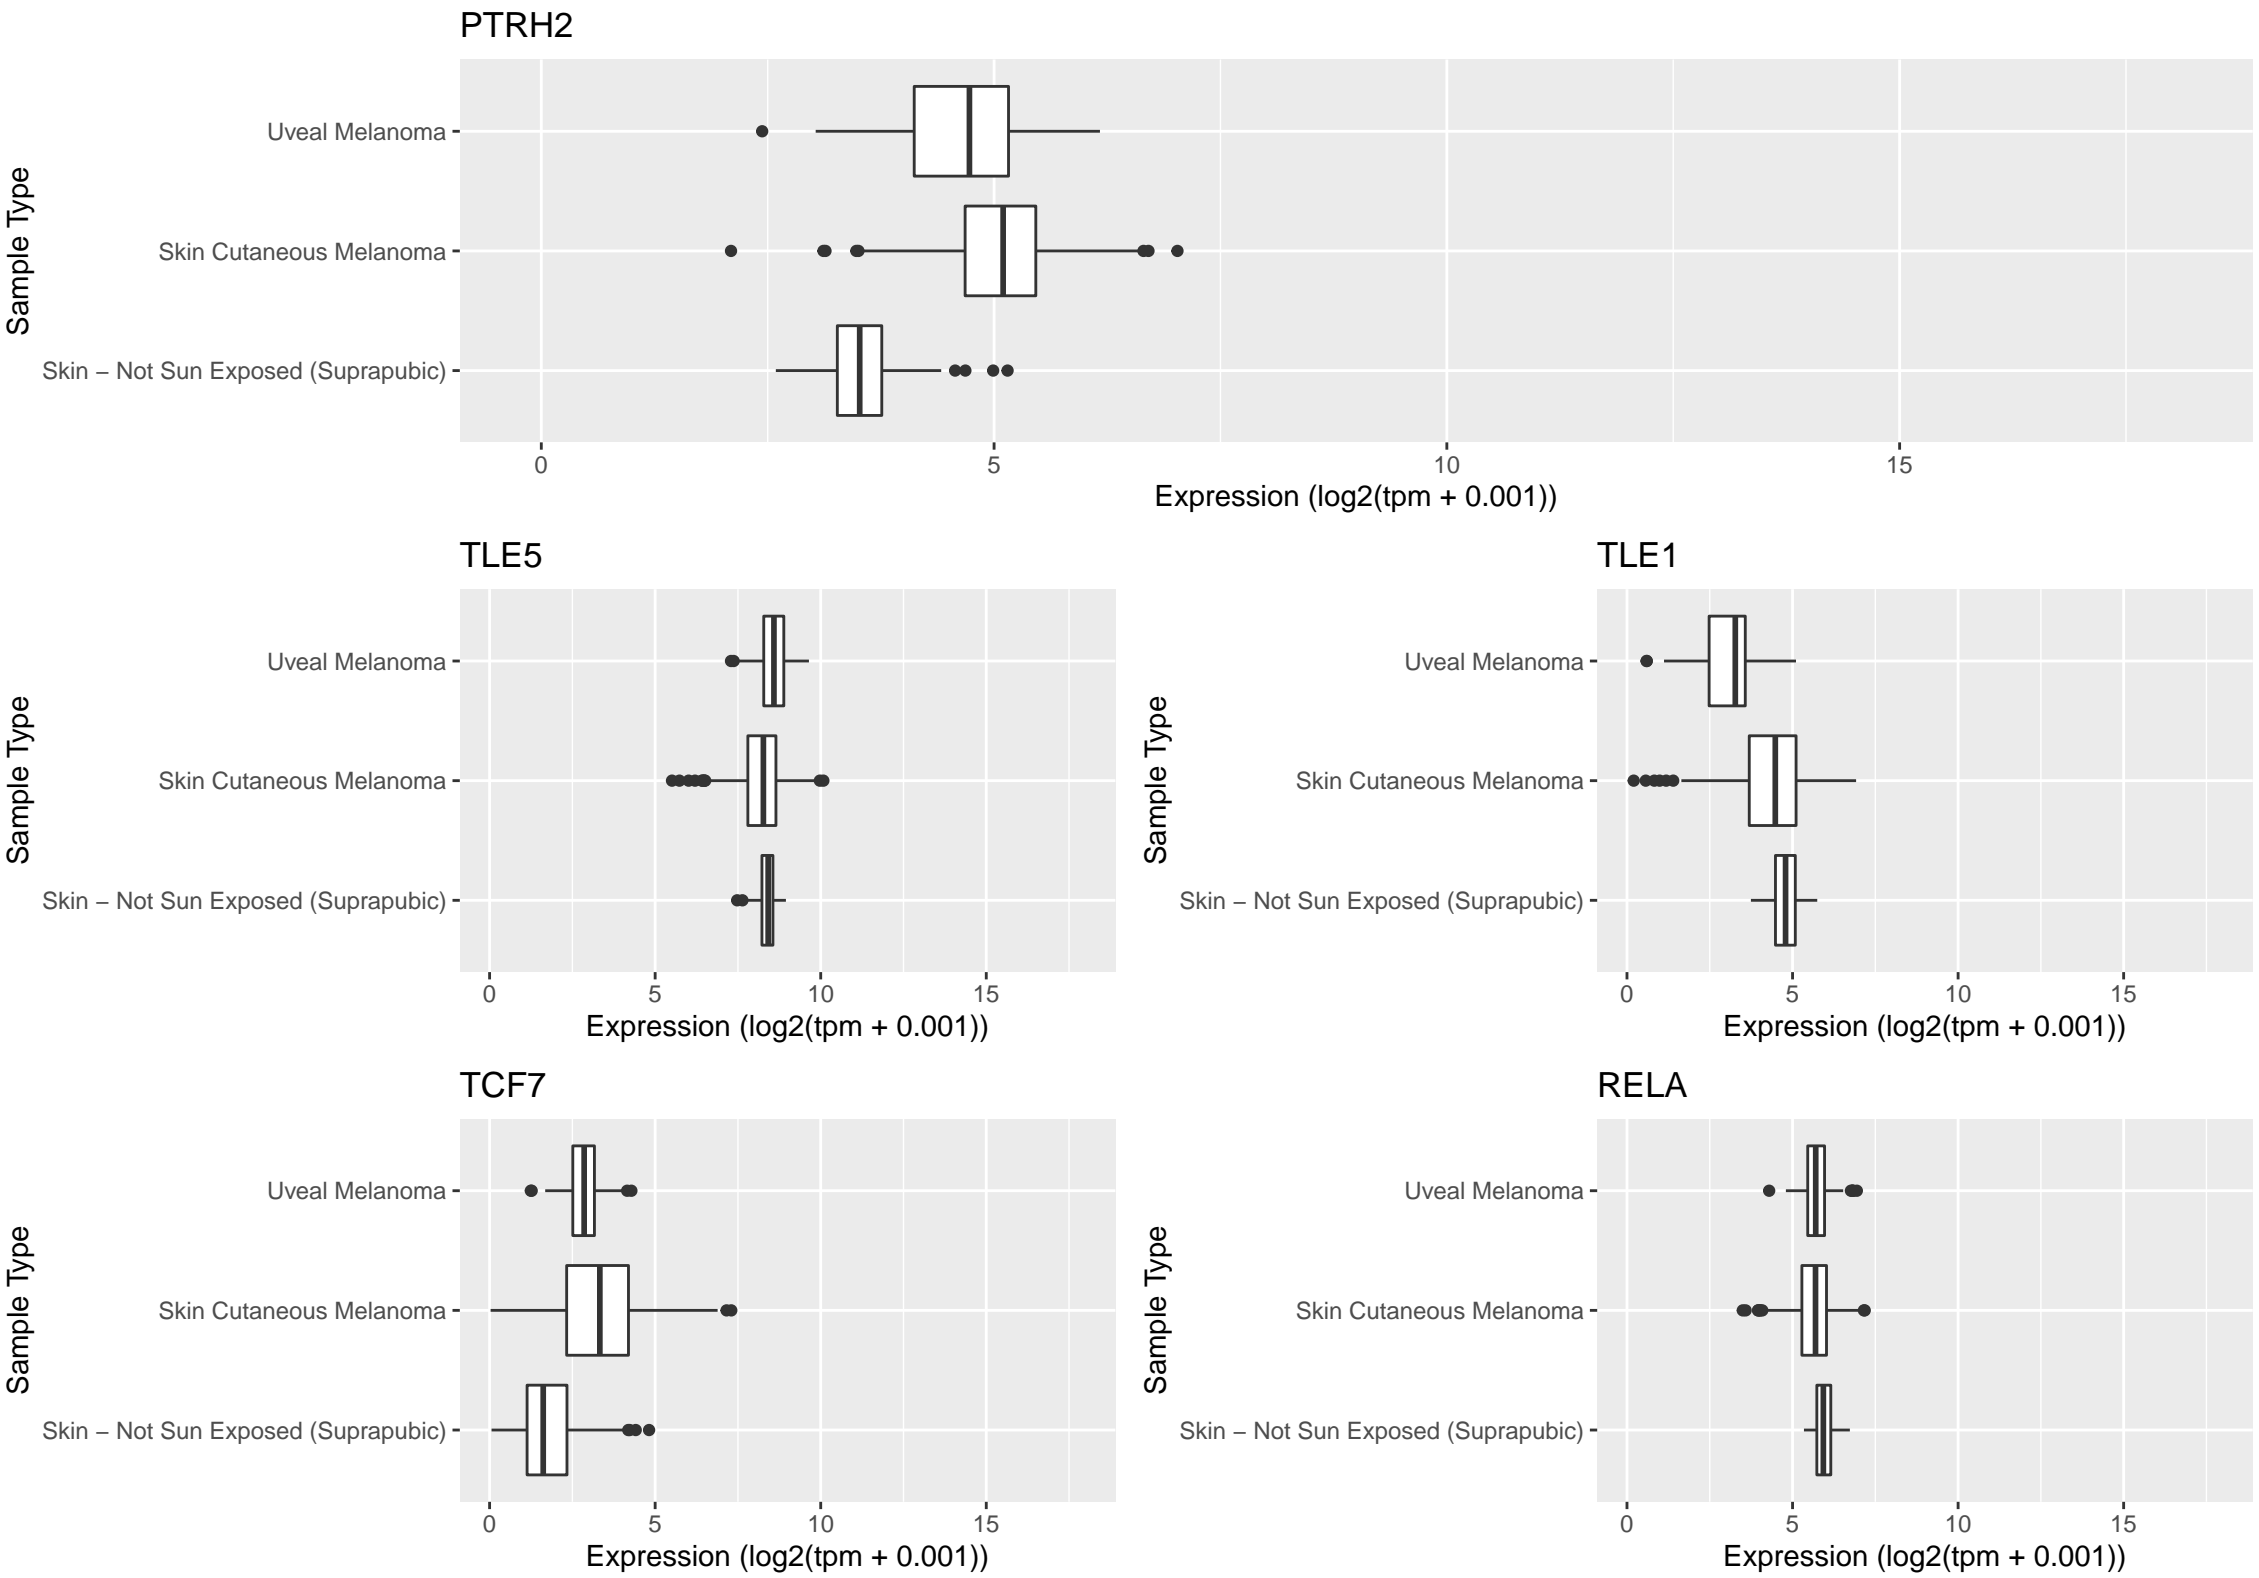 PTRH2
Sample Type
Uveal Melanoma
Skin Cutaneous Melanoma
Skin – Not Sun Exposed (Suprapubic)
0 5 10 15
Expression (log2(tpm + 0.001))
TLE5
Sample Type
Uveal Melanoma
Skin Cutaneous Melanoma
Skin – Not Sun Exposed (Suprapubic)
0 5 10 15
Expression (log2(tpm + 0.001))
TLE1
Sample Type
Uveal Melanoma
Skin Cutaneous Melanoma
Skin – Not Sun Exposed (Suprapubic)
0 5 10 15
Expression (log2(tpm + 0.001))
TCF7
Sample Type
Uveal Melanoma
Skin Cutaneous Melanoma
Skin – Not Sun Exposed (Suprapubic)
0 5 10 15
Expression (log2(tpm + 0.001))
RELA
Sample Type
Uveal Melanoma
Skin Cutaneous Melanoma
Skin – Not Sun Exposed (Suprapubic)
0 5 10 15
Expression (log2(tpm + 0.001))